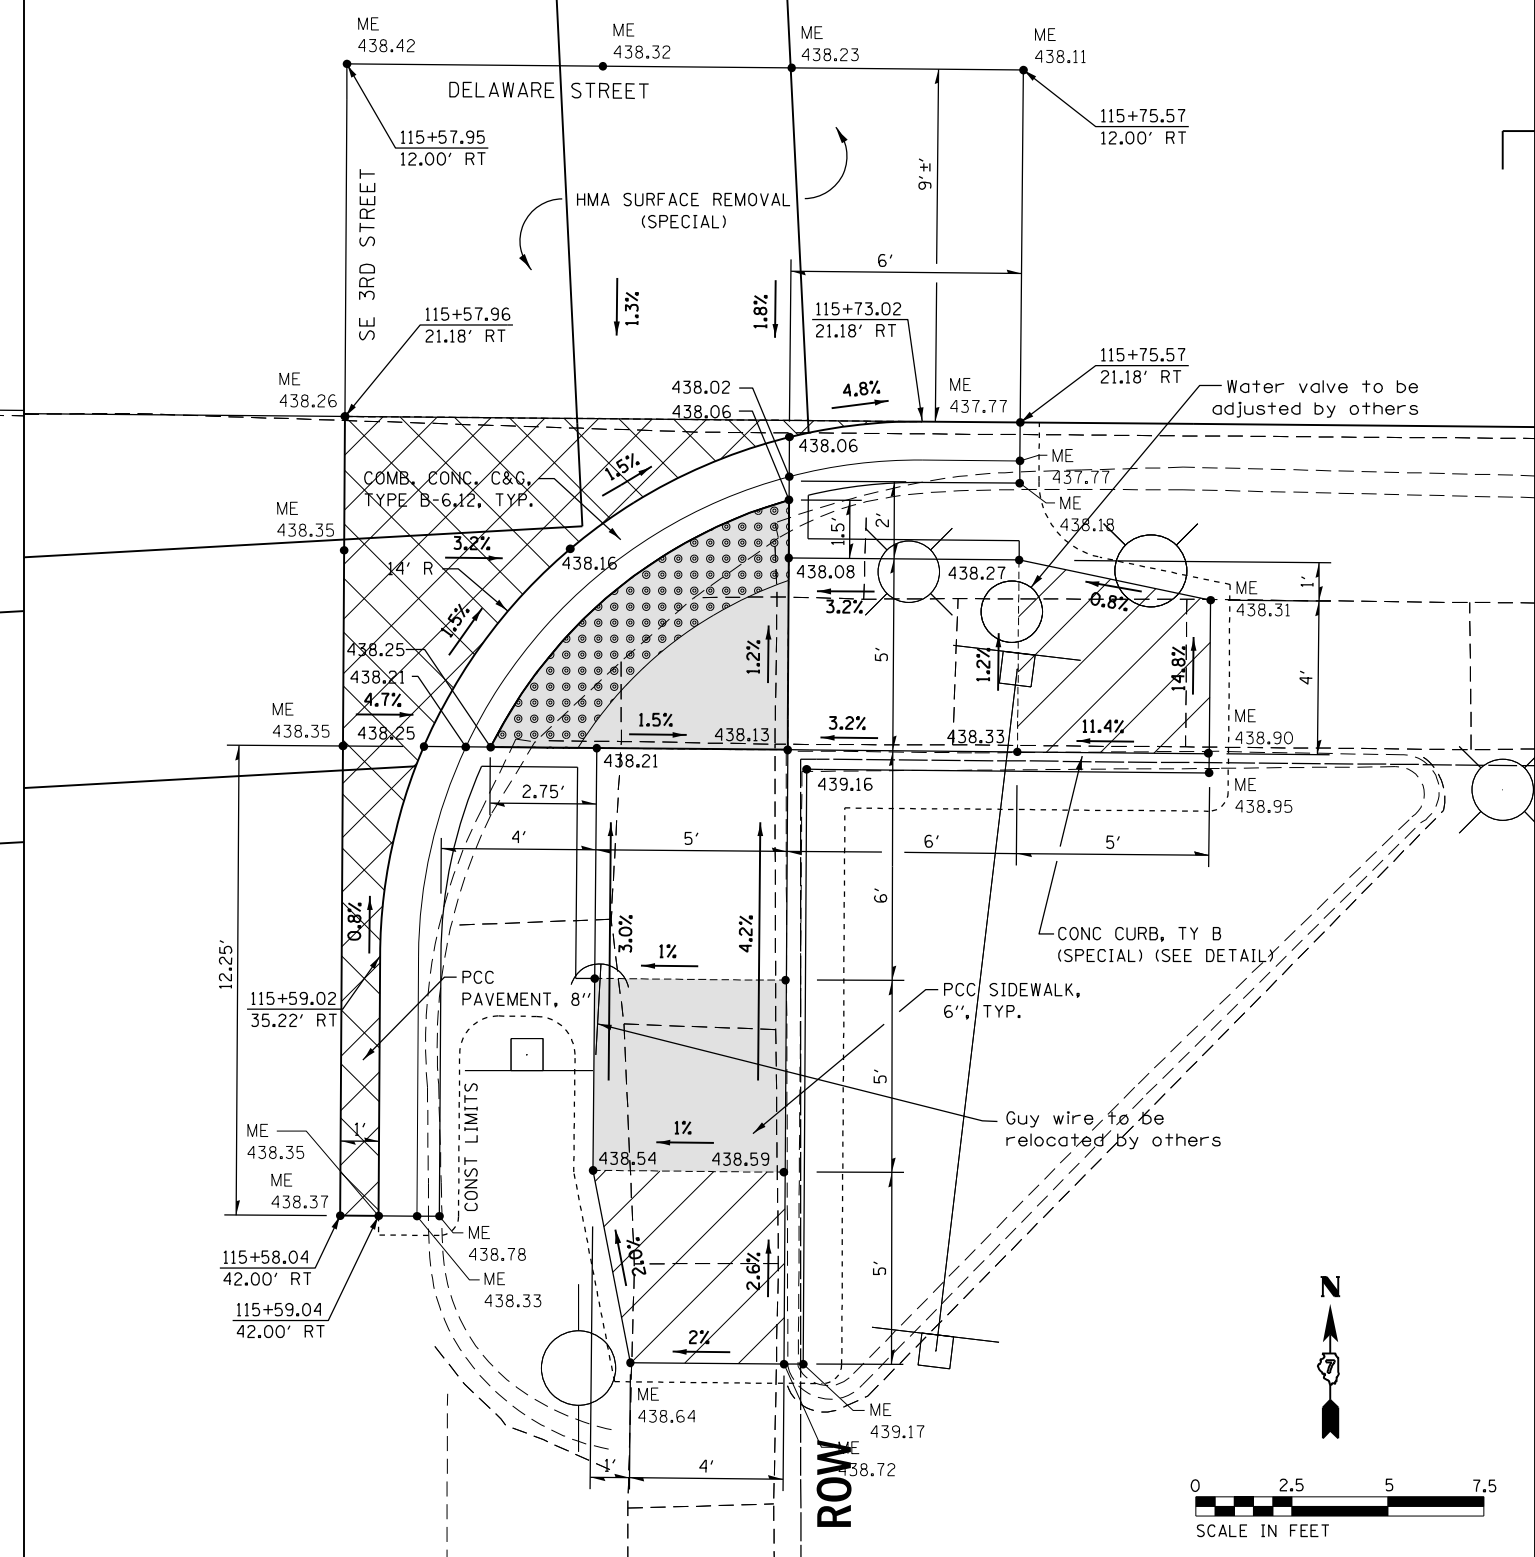 ME
438.42
ME
438.32
ME
438.23
ME
438.11
DELAWARE STREET
115+57.95
12.00' RT
115+75.57
12.00' RT
9'±'
SE 3RD STREET
HMA SURFACE REMOVAL
(SPECIAL)
6'
1.3%
1.8%
115+57.96
21.18' RT
115+73.02
21.18' RT
115+75.57
21.18' RT
ME
438.26
438.02
438.06
4.8%
ME
437.77
Water valve to be
adjusted by others
438.06
1.5%
COMB. CONC. C&G,
TYPE B-6.12, TYP.
ME
437.77
ME
438.18
ME
438.35
3.2%
14' R
438.16
1.5'
2'
438.08
438.27
3.2%
0.8%
1'
ME
438.31
1.5%
438.25
438.21
1.2%
5'
1.2%
14.8%
4'
4.7%
ME
438.35
438.25
1.5%
438.13
3.2%
438.33
11.4%
ME
438.90
438.21
439.16
ME
438.95
2.75'
4'
5'
6'
5'
12.25'
0.8%
3.0%
4.2%
6'
1%
CONC CURB, TY B
(SPECIAL) (SEE DETAIL)
PCC
PAVEMENT, 8"
115+59.02
35.22' RT
PCC SIDEWALK,
6", TYP.
5'
CONST LIMITS
Guy wire to be
relocated by others
1'
ME
438.35
1%
438.54
438.59
ME
438.37
ME
438.78
115+58.04
42.00' RT
2.0%
2.6%
5'
ME
438.33
115+59.04
42.00' RT
2%
N
7
ME
438.64
ME
439.17
ME
438.72
1'
4'
ROW
0 2.5 5 7.5
SCALE IN FEET